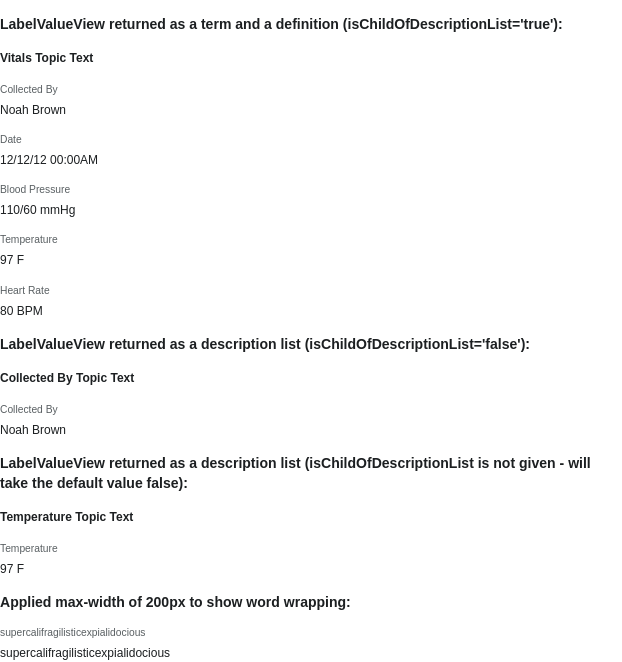 LabelValueView returned as a term and a definition (isChildOfDescriptionList='true'):
Vitals Topic Text
Collected By
Noah Brown
Date
12/12/12 00:00AM
Blood Pressure
110/60 mmHg
Temperature
97 F
Heart Rate
80 BPM
LabelValueView returned as a description list (isChildOfDescriptionList='false'):
Collected By Topic Text
Collected By
Noah Brown
LabelValueView returned as a description list (isChildOfDescriptionList is not given - will
take the default value false):
Temperature Topic Text
Temperature
97 F
Applied max-width of 200px to show word wrapping:
supercalifragilisticexpialidocious
supercalifragilisticexpialidocious